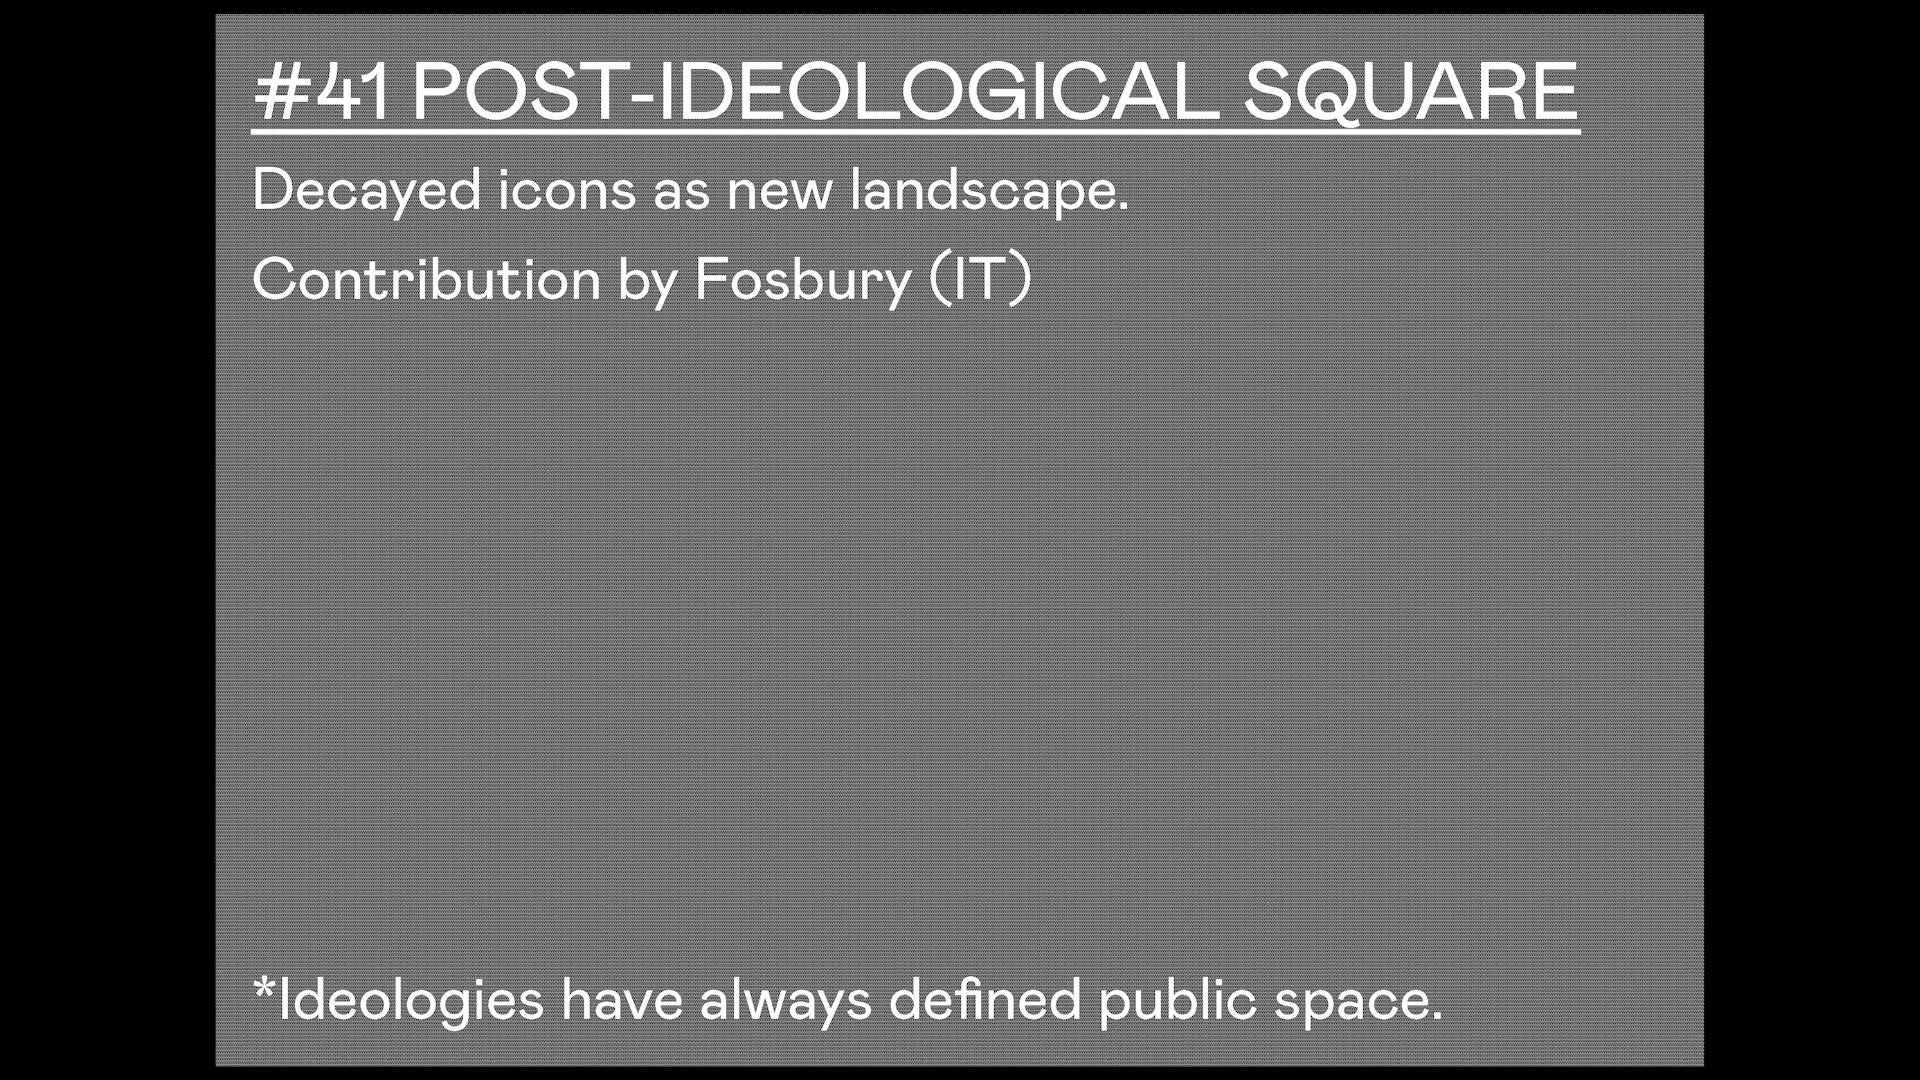 #41 POST-IDEOLOGICAL SQUARE
Decayed icons as new landscape.
Contribution by Fosbury (IT)
*Ideologies have always defined public space.